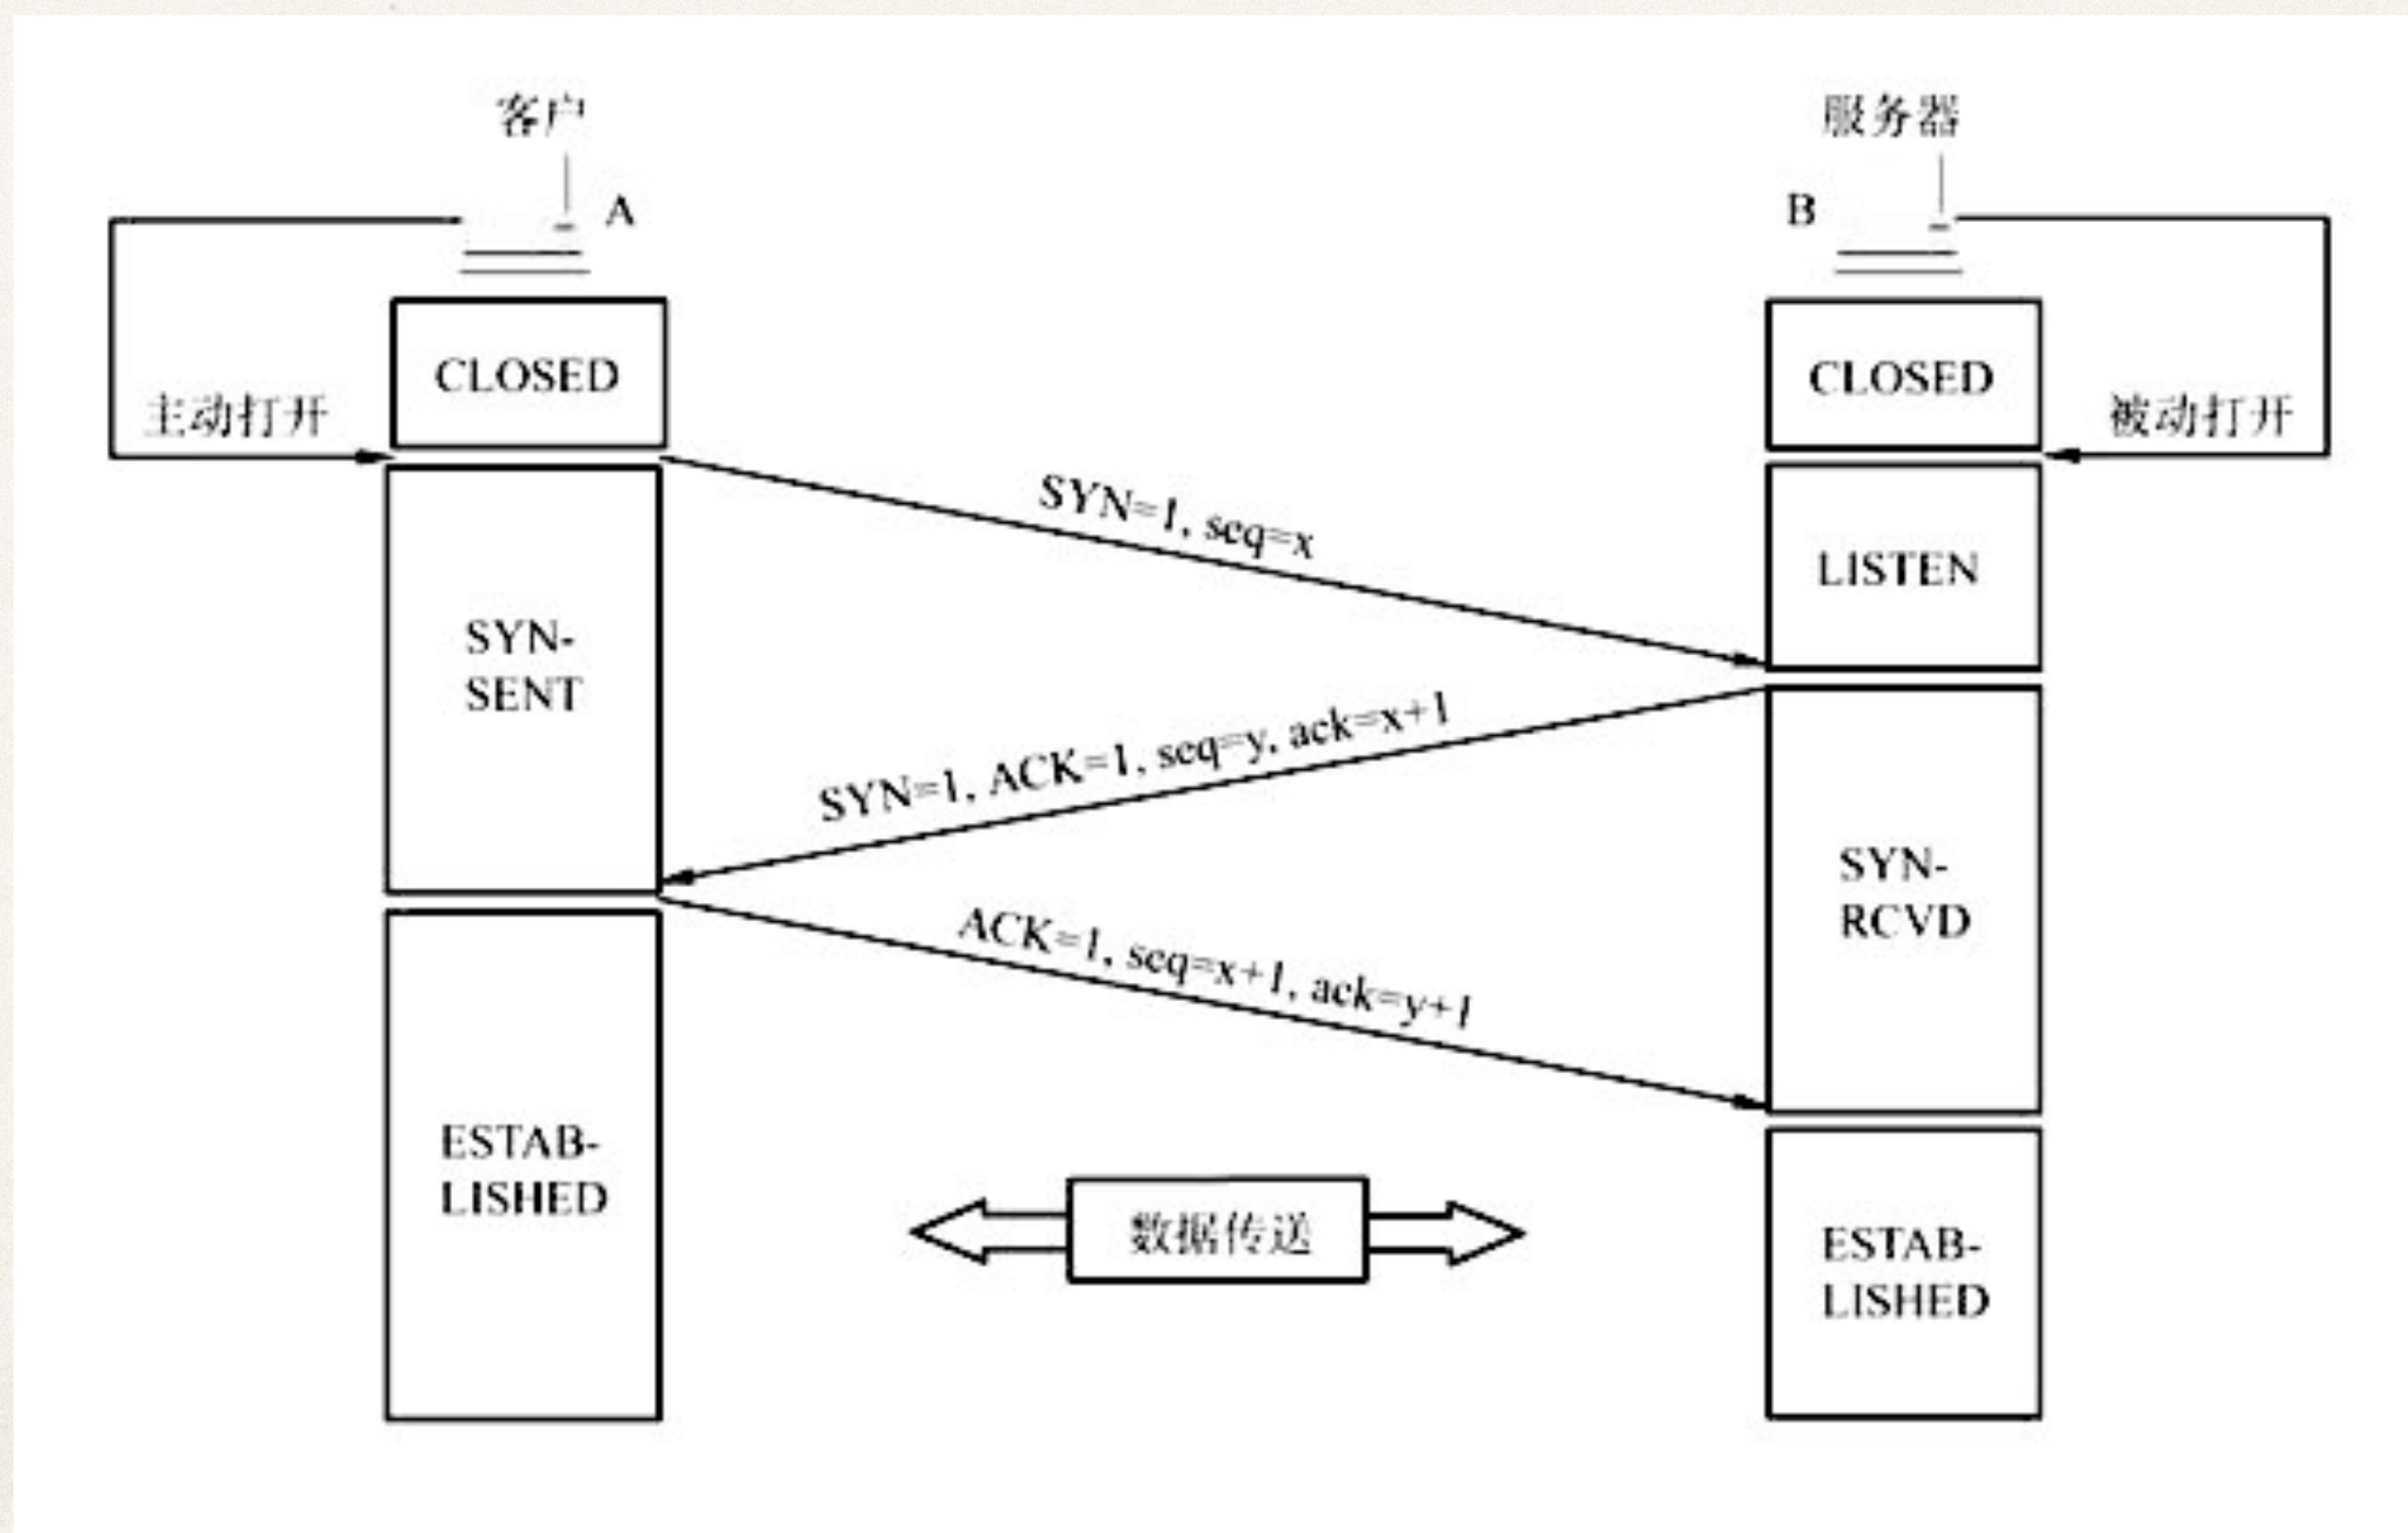 客户
服务器
A
B
CLOSED
CLOSED
主动打开
被动打开
SYN=1, seq=x
LISTEN
SYN-
SENT
SYN=1, ACK=1, seq=y, ack=x+1
SYN-
RCVD
ACK=1, seq=x+1, ack=y+1
ESTAB-
LISHED
数据传送
ESTAB-
LISHED